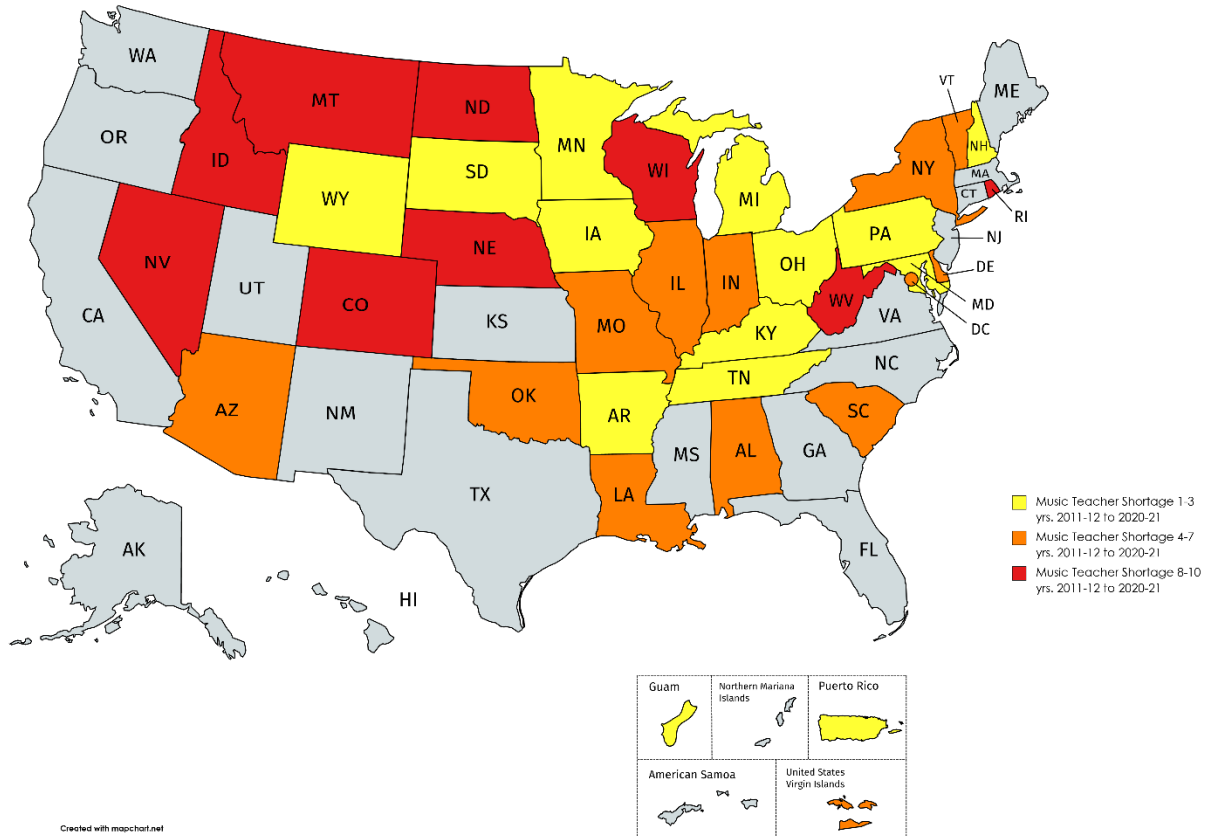 WA
MT
ND
VT
ME
OR
ID
MN
NH
SD
WI
NY
MA
WY
MI
CT
RI
IA
PA
NJ
NE
OH
NV
IL
IN
DE
UT
WV
MD
CA
CO
VA
DC
KS
MO
KY
NC
TN
OK
AZ
NM
AR
SC
MS
AL
GA
TX
LA
Music Teacher Shortage 1-3
yrs. 2011-12 to 2020-21
Music Teacher Shortage 4-7
yrs. 2011-12 to 2020-21
Music Teacher Shortage 8-10
yrs. 2011-12 to 2020-21
FL
AK
HI
Guam
Northern Mariana
Islands
Puerto Rico
American Samoa
United States
Virgin Islands
Created with mapchart.net